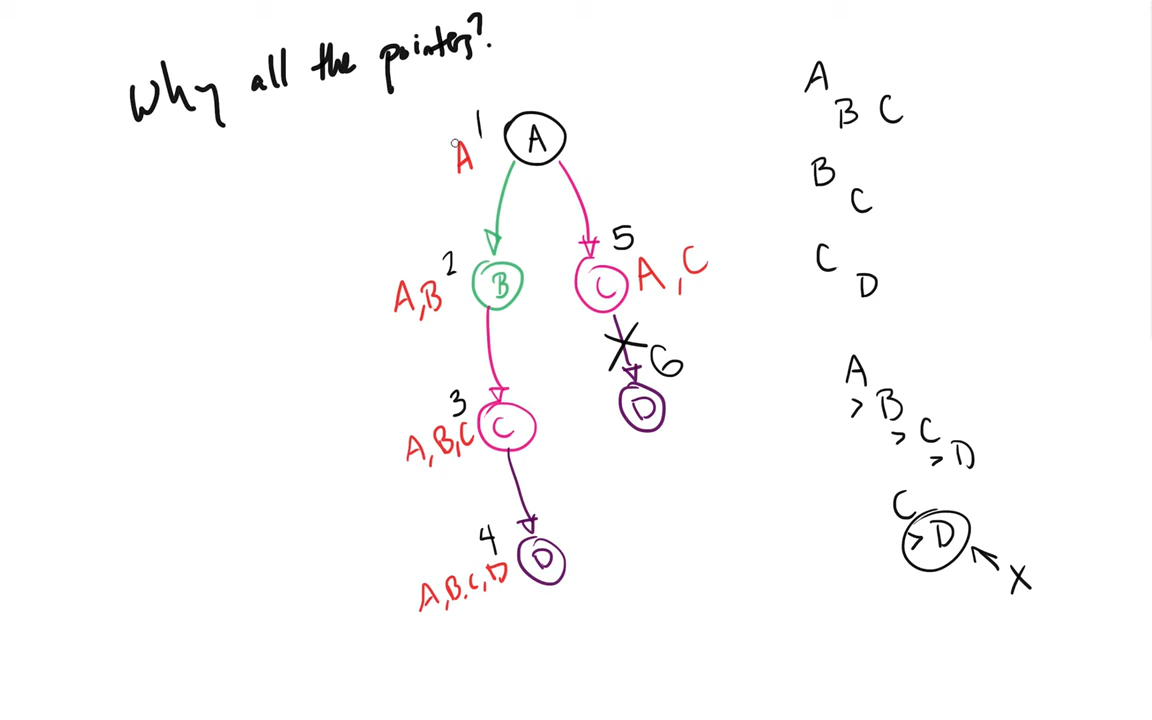 Why all the pointers?
1
A
A
2
A,B
B
5
C
A,C
6
D
3
A,B,C
C
4
A,B,C,D
D
A
B C
B
C
C
D
A
> B
> C
> D
C
> D
X